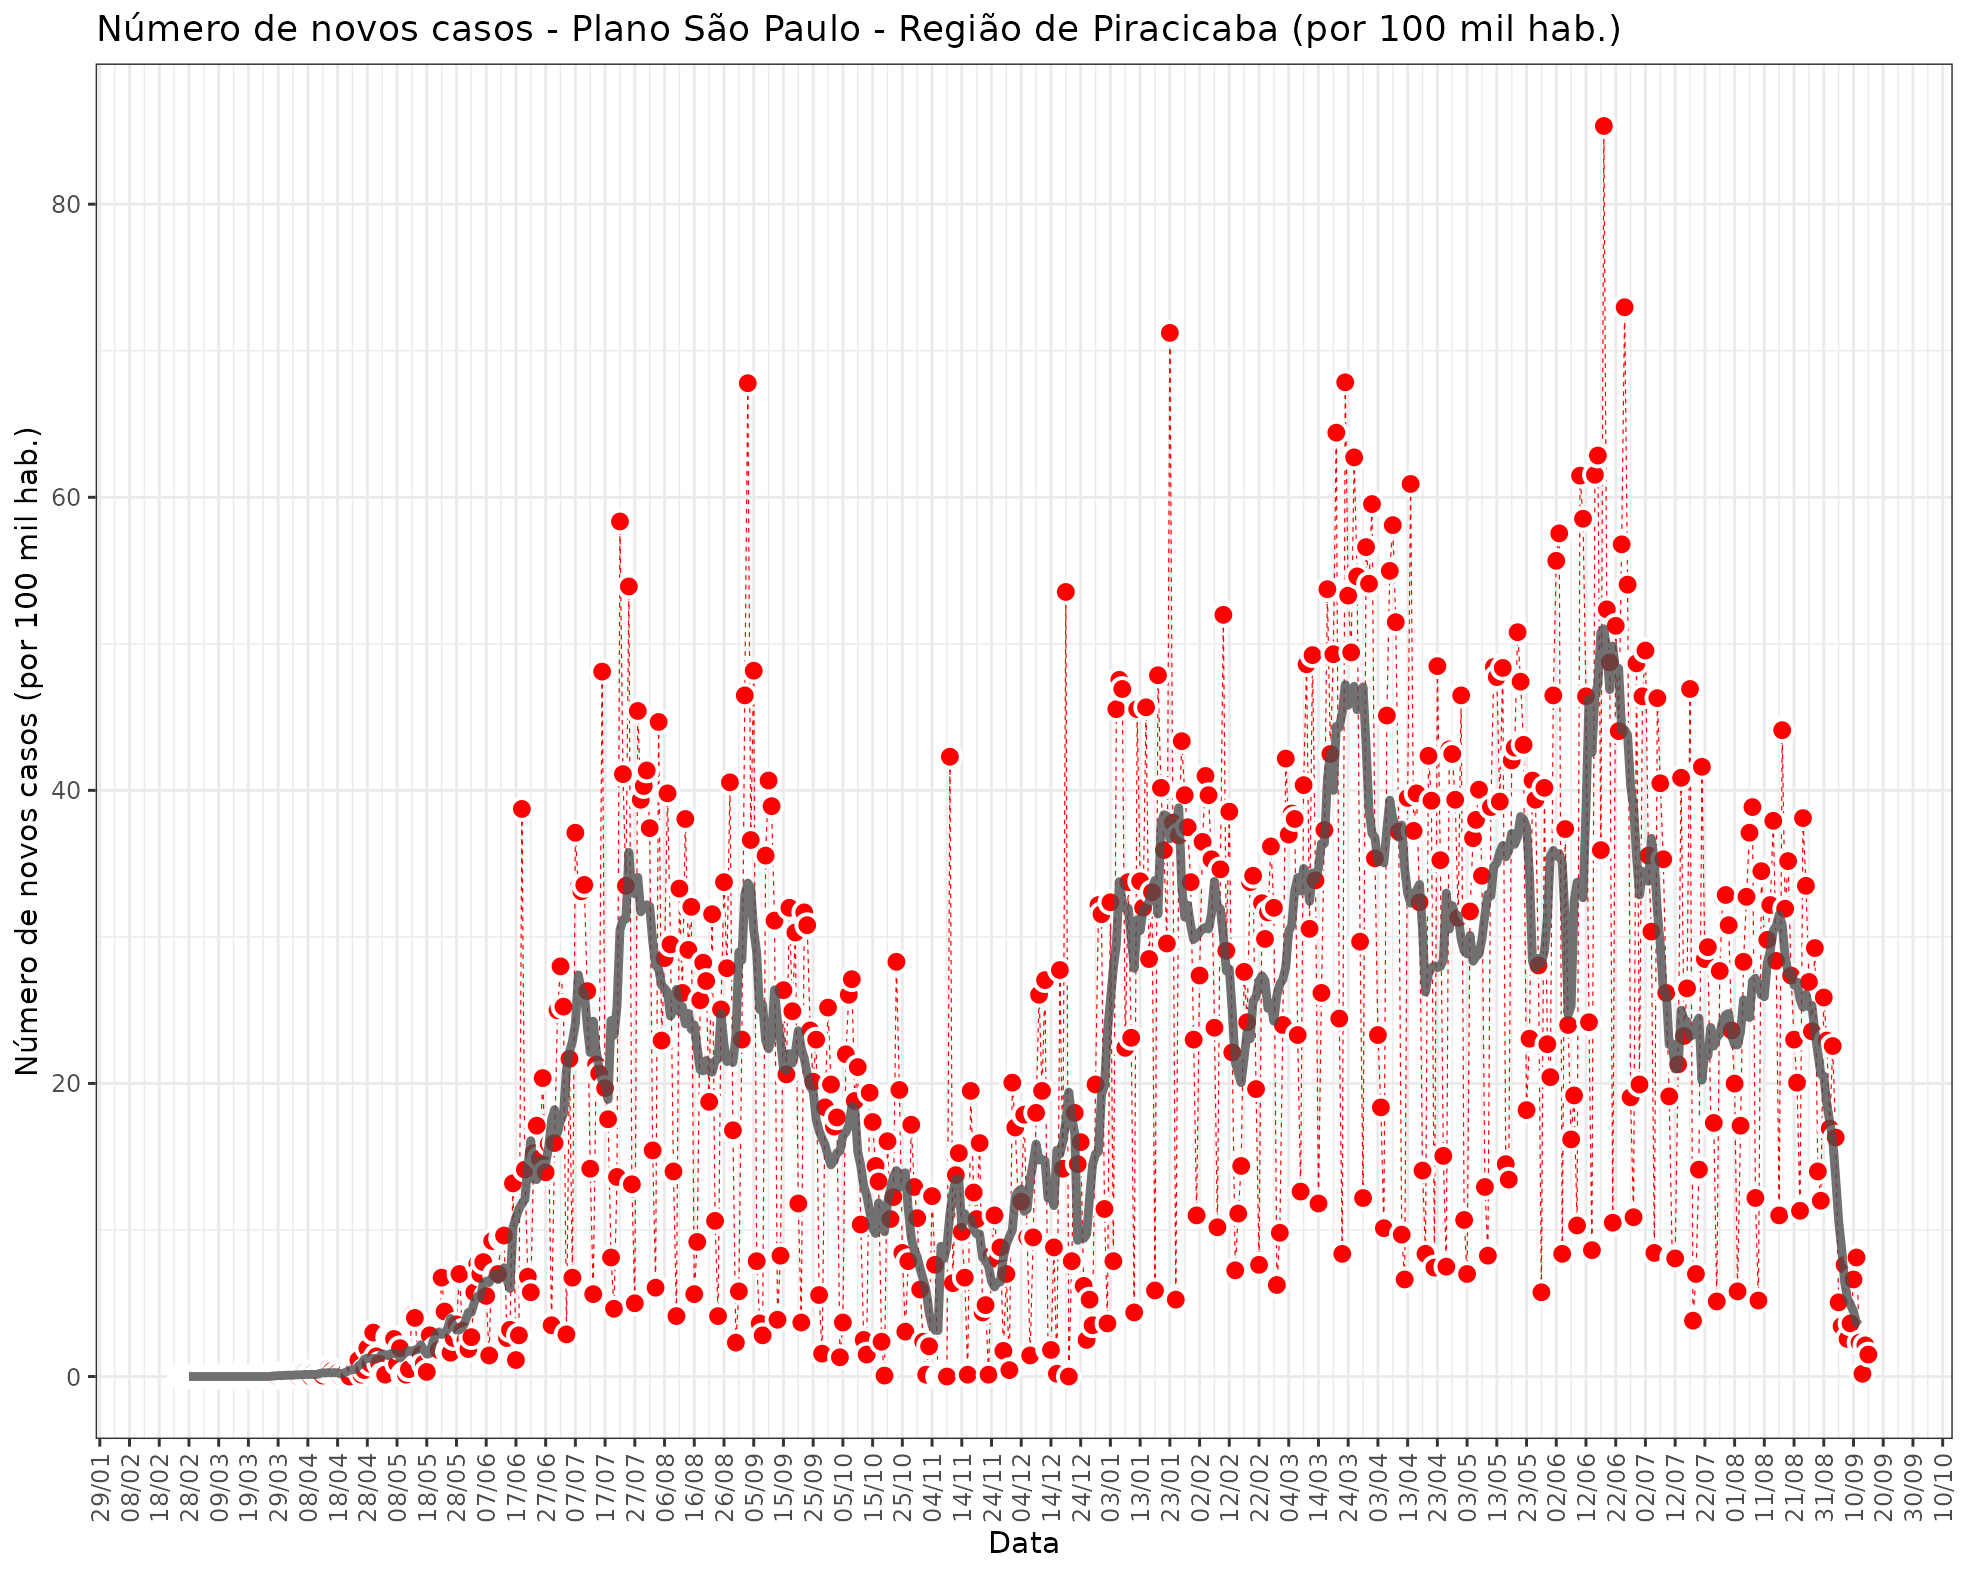 Número de novos casos - Plano São Paulo - Região de Piracicaba (por 100 mil hab.)
Número de novos casos (por 100 mil hab.)
80
60
40
20
0
29/01 08/02 18/02 28/02 09/03 19/03 29/03 08/04 18/04 28/04 08/05 18/05 28/05 07/06 17/06 27/06 07/07 17/07 27/07 06/08 16/08 26/08 05/09 15/09 25/09 05/10 15/10 25/10 04/11 14/11 24/11 04/12 14/12 24/12 03/01 13/01 23/01 02/02 12/02 22/02 04/03 14/03 24/03 03/04 13/04 23/04 03/05 13/05 23/05 02/06 12/06 22/06 02/07 12/07 22/07 01/08 11/08 21/08 31/08 10/09 20/09 30/09 10/10
Data